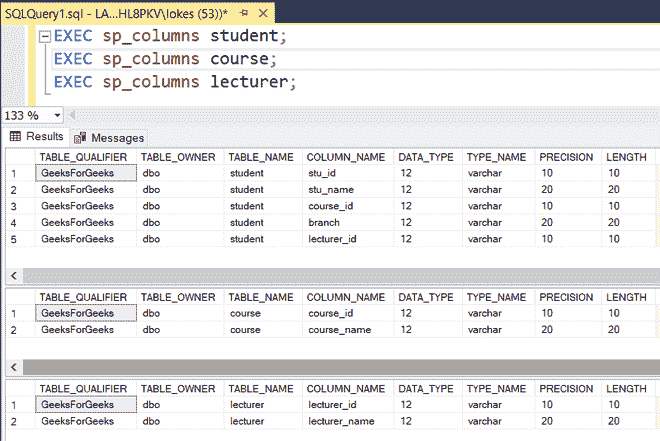 SQLQuery1.sql - LA...HL8PKV\lokes (53))*
EXEC sp_columns student;
EXEC sp_columns course;
EXEC sp_columns lecturer;
133 %
Results Messages
TABLE_QUALIFIER TABLE_OWNER TABLE_NAME COLUMN_NAME DATA_TYPE TYPE_NAME PRECISION LENGTH
1 GeeksForGeeks dbo student stu_id 12 varchar 10 10
2 GeeksForGeeks dbo student stu_name 12 varchar 20 20
3 GeeksForGeeks dbo student course_id 12 varchar 10 10
4 GeeksForGeeks dbo student branch 12 varchar 20 20
5 GeeksForGeeks dbo student lecturer_id 12 varchar 10 10
TABLE_QUALIFIER TABLE_OWNER TABLE_NAME COLUMN_NAME DATA_TYPE TYPE_NAME PRECISION LENGTH
1 GeeksForGeeks dbo course course_id 12 varchar 10 10
2 GeeksForGeeks dbo course course_name 12 varchar 20 20
TABLE_QUALIFIER TABLE_OWNER TABLE_NAME COLUMN_NAME DATA_TYPE TYPE_NAME PRECISION LENGTH
1 GeeksForGeeks dbo lecturer lecturer_id 12 varchar 10 10
2 GeeksForGeeks dbo lecturer lecturer_name 12 varchar 20 20